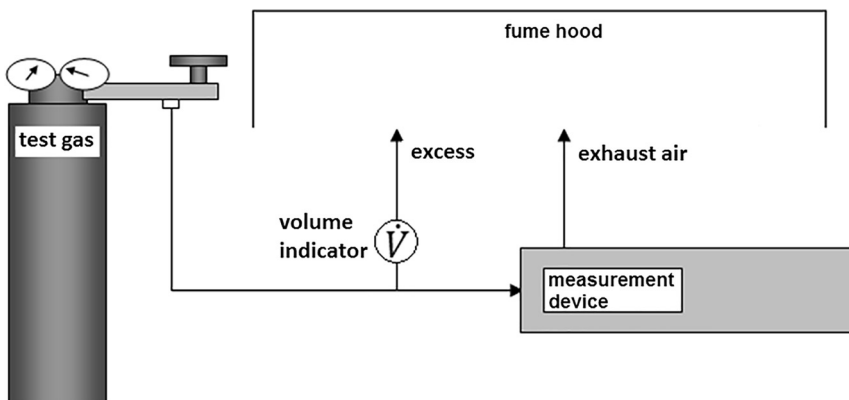 fume hood
test gas
excess
exhaust air
volume
indicator
V̇
measurement
device